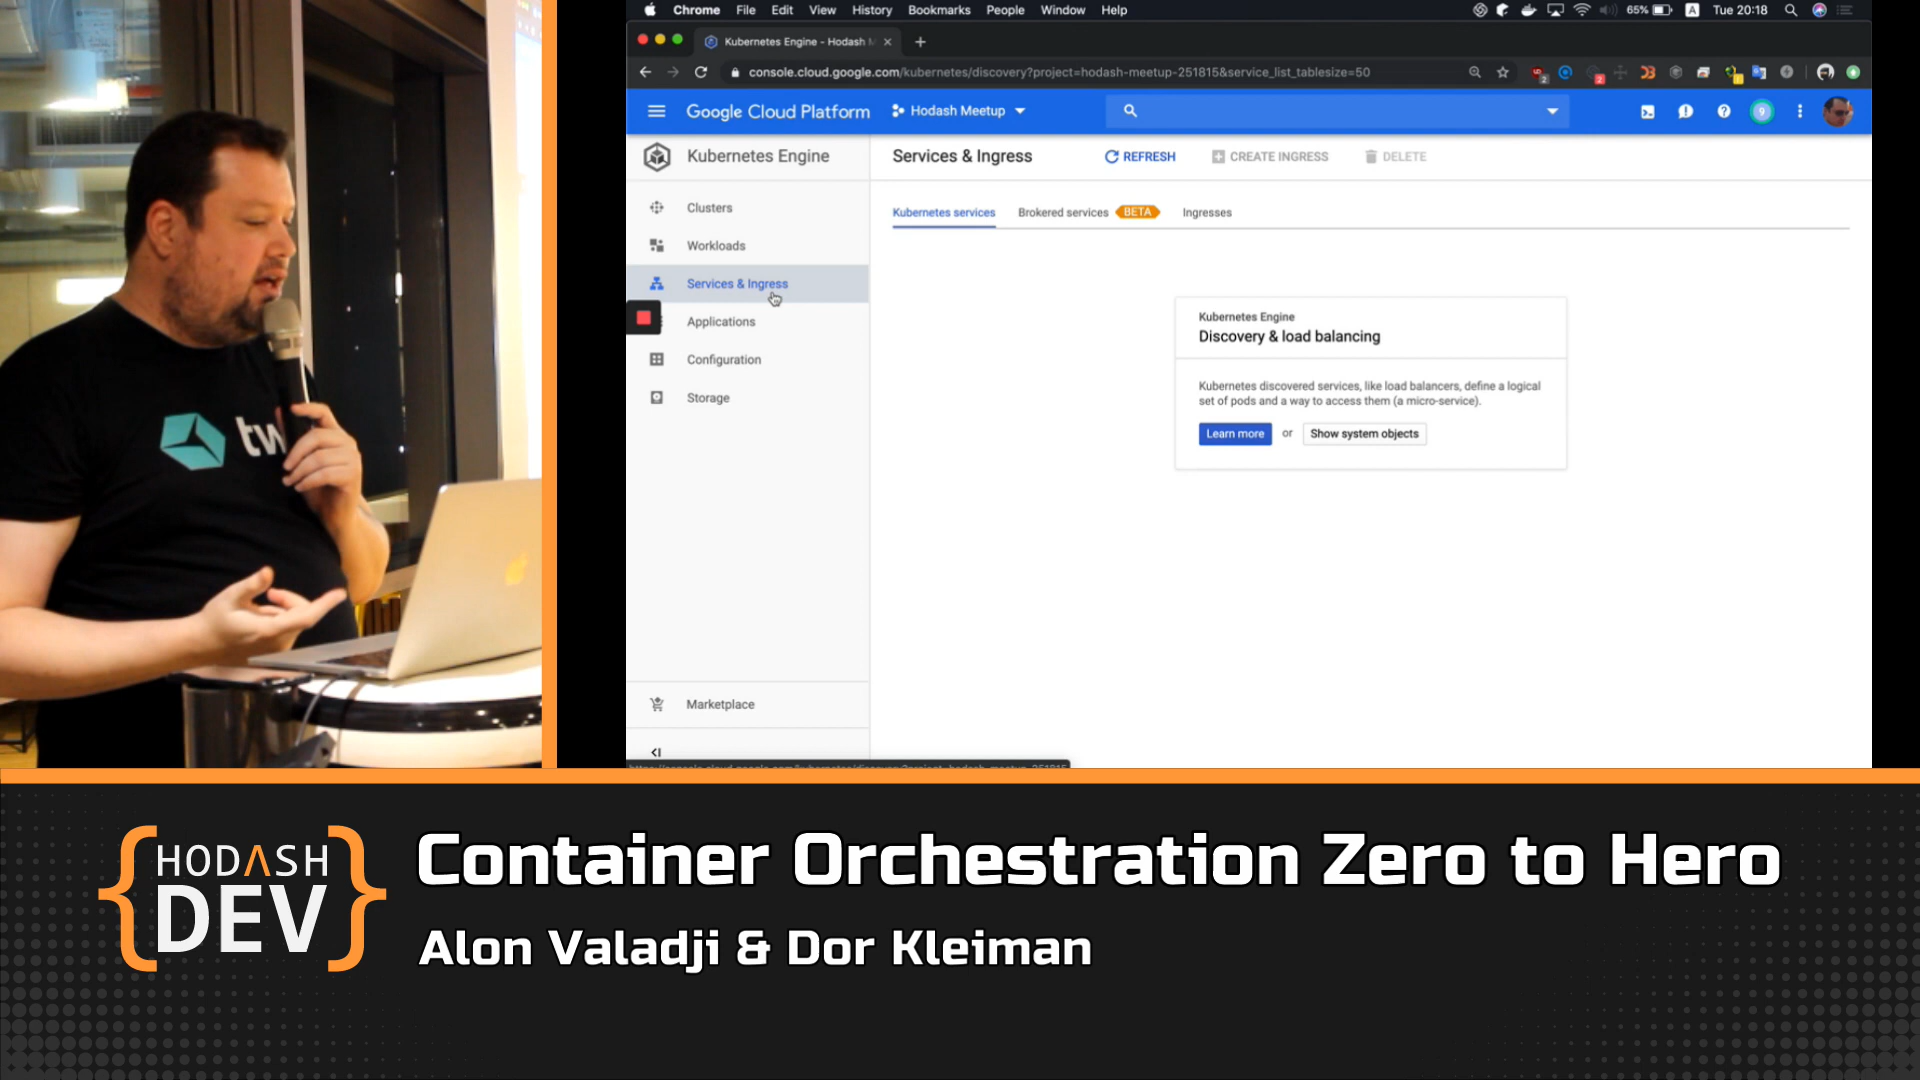 Chrome File Edit View History Bookmarks People Window Help
65% A Tue 20:18
Kubernetes Engine - Hodash
console.cloud.google.com/kubernetes/discovery?project=hodash-meetup-251815&service_list_tablesize=50
2
2
Google Cloud Platform Hodash Meetup
9
Kubernetes Engine
Services & Ingress REFRESH CREATE INGRESS DELETE
Clusters
Workloads
Services & Ingress
Applications
Configuration
Storage
Marketplace
Kubernetes services Brokered services BETA Ingresses
Kubernetes Engine
Discovery & load balancing
Kubernetes discovered services, like load balancers, define a logical
set of pods and a way to access them (a micro-service).
Learn more or Show system objects
HODASH
DEV
Container Orchestration Zero to Hero
Alon Valadji & Dor Kleiman